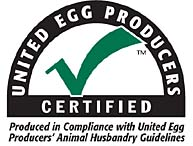 UNITED EGG PRODUCERS
TM
CERTIFIED
Produced in Compliance with United Egg
Producers' Animal Husbandry Guidelines